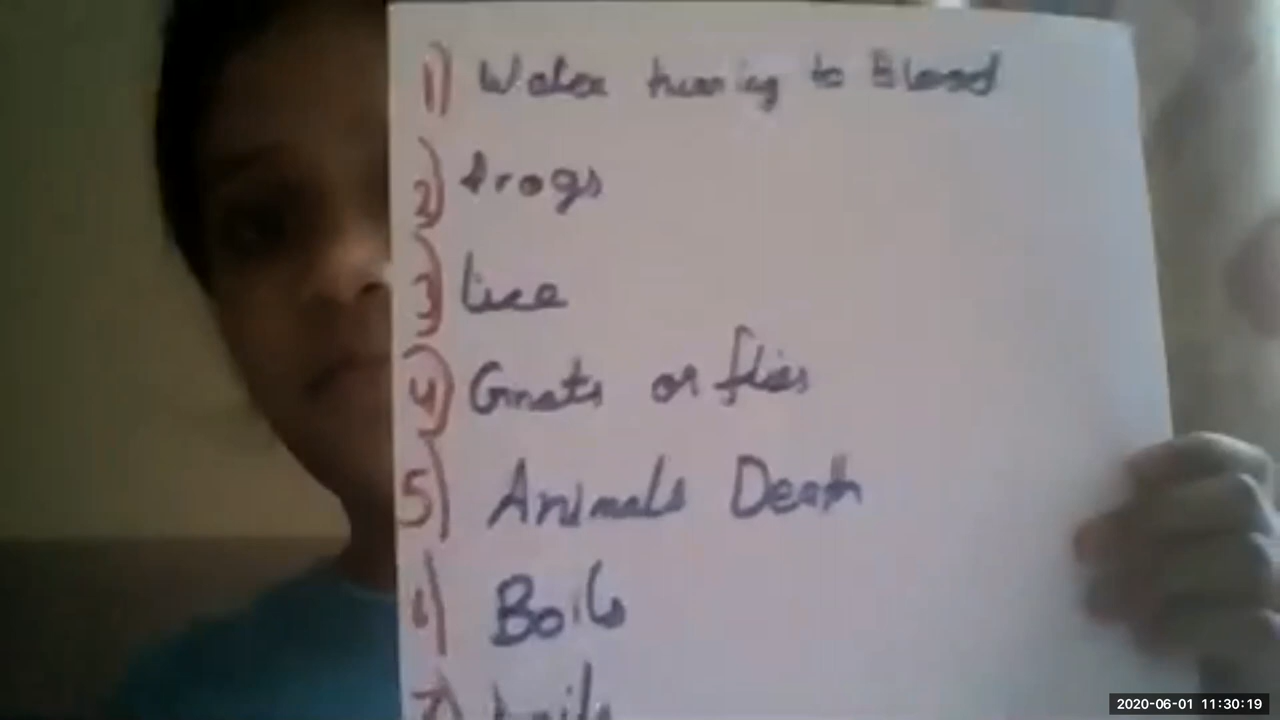 1) Water turning to Blood
2) frogs
3) lice
4) Gnats or flies
5) Animals Death
6) Boils
7)
2020-06-01 11:30:19